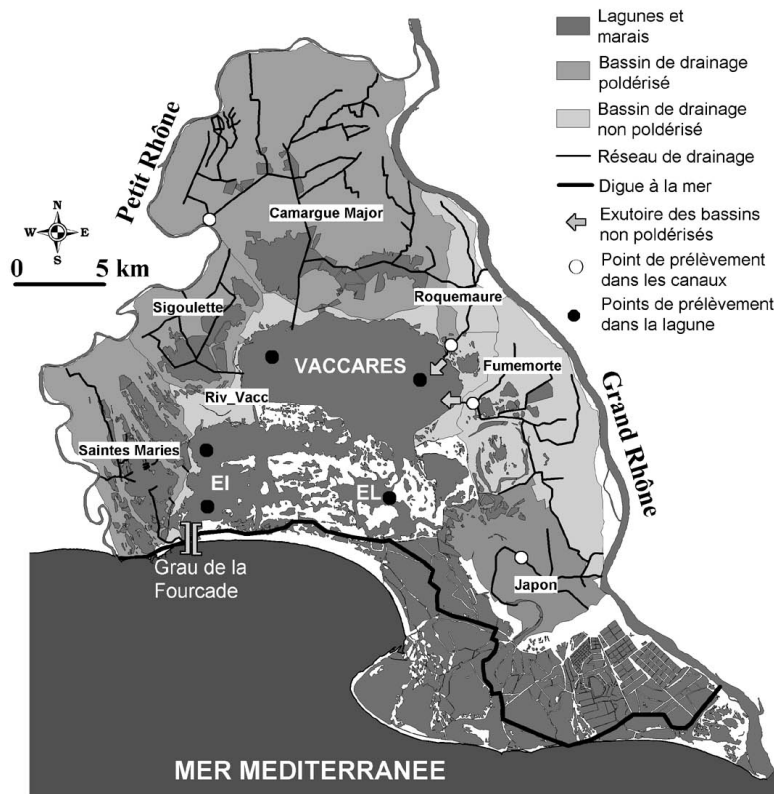 Lagunes et
marais
Bassin de drainage
poldérisé
Bassin de drainage
non poldérisé
Réseau de drainage
Digue à la mer
Exutoire des bassins
non poldérisés
Point de prélèvement
dans les canaux
Points de prélèvement
dans la lagune
Petit Rhône
N
W E
S
0 5 km
Camargue Major
Sigoulette
Roquemaure
VACCARES
Fumemorte
Riv_Vacc
Saintes Maries
EI
EL
Grand Rhône
Grau de la
Fourcade
Japon
MER MEDITERRANEE